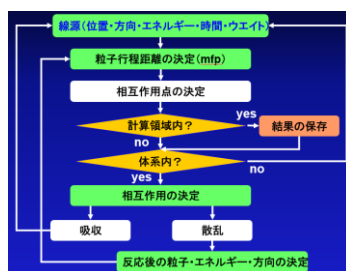 線源(位置・方向・エネルギー・時間・ウエイト)
粒子行程距離の決定(mfp)
相互作用点の決定
計算領域内?
yes
結果の保存
no
体系内?
no
yes
相互作用の決定
吸収
散乱
反応後の粒子・エネルギー・方向の決定